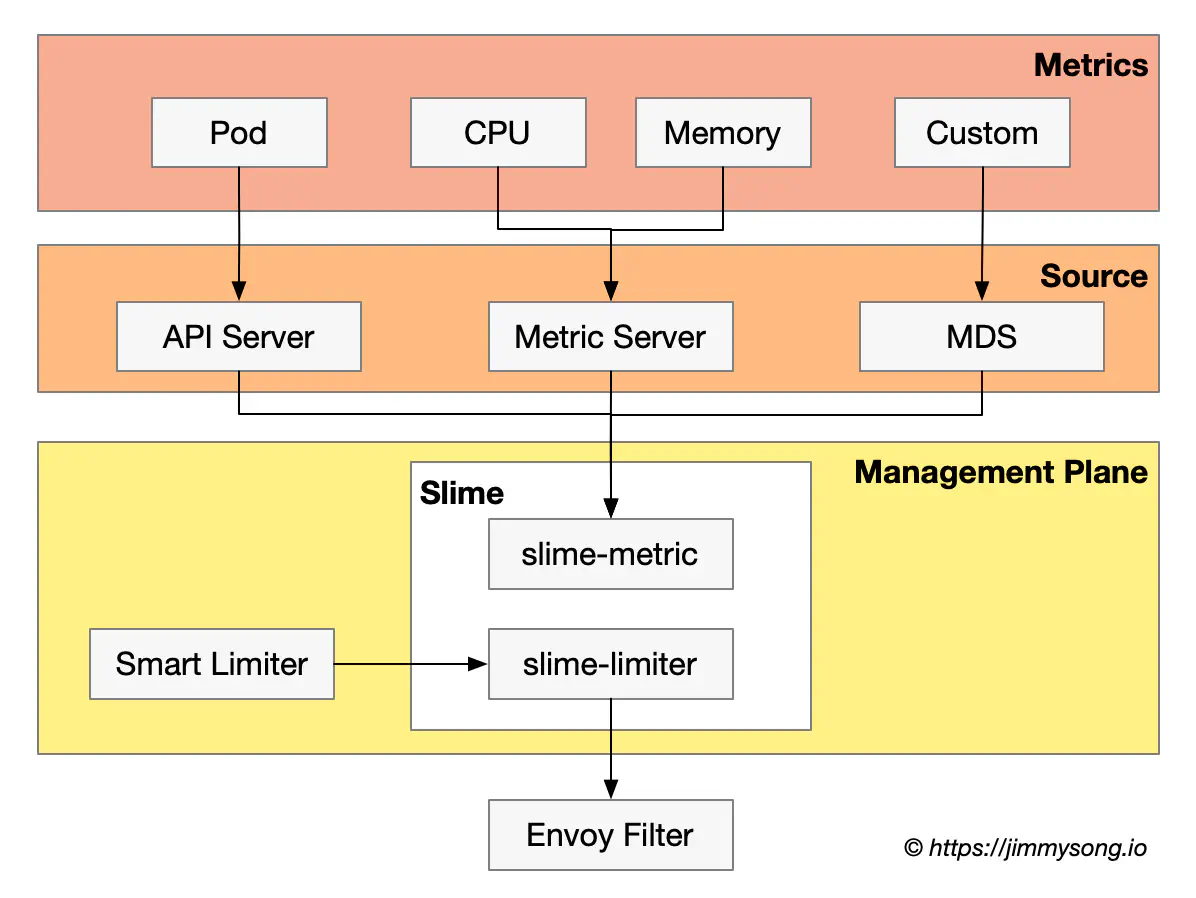 Metrics
Pod
CPU
Memory
Custom
Source
API Server
Metric Server
MDS
Management Plane
Slime
slime-metric
Smart Limiter
slime-limiter
Envoy Filter
© https://jimmysong.io